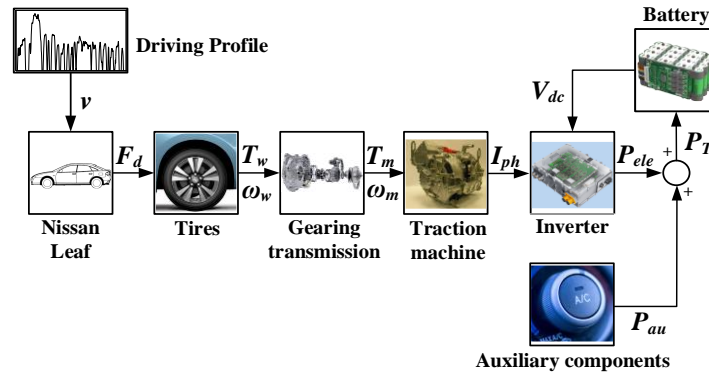 Battery
Driving Profile
v
V_dc
+
P_T
F_d
T_w
ω_w
T_m
ω_m
I_ph
P_ele
+
Nissan
Leaf
Tires
Gearing
transmission
Traction
machine
Inverter
A/C
MAX A/C
P_au
Auxiliary components